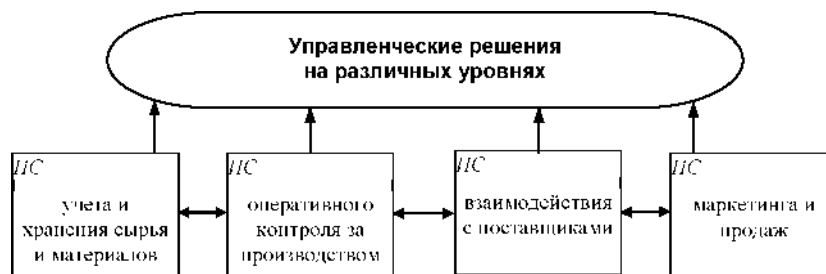 Управленческие решения
на различных уровнях
ИС
учета и
хранения сырья
и материалов
ИС
оперативного
контроля за
производством
ИС
взаимодействия
с поставщиками
ИС
маркетинга и
продаж